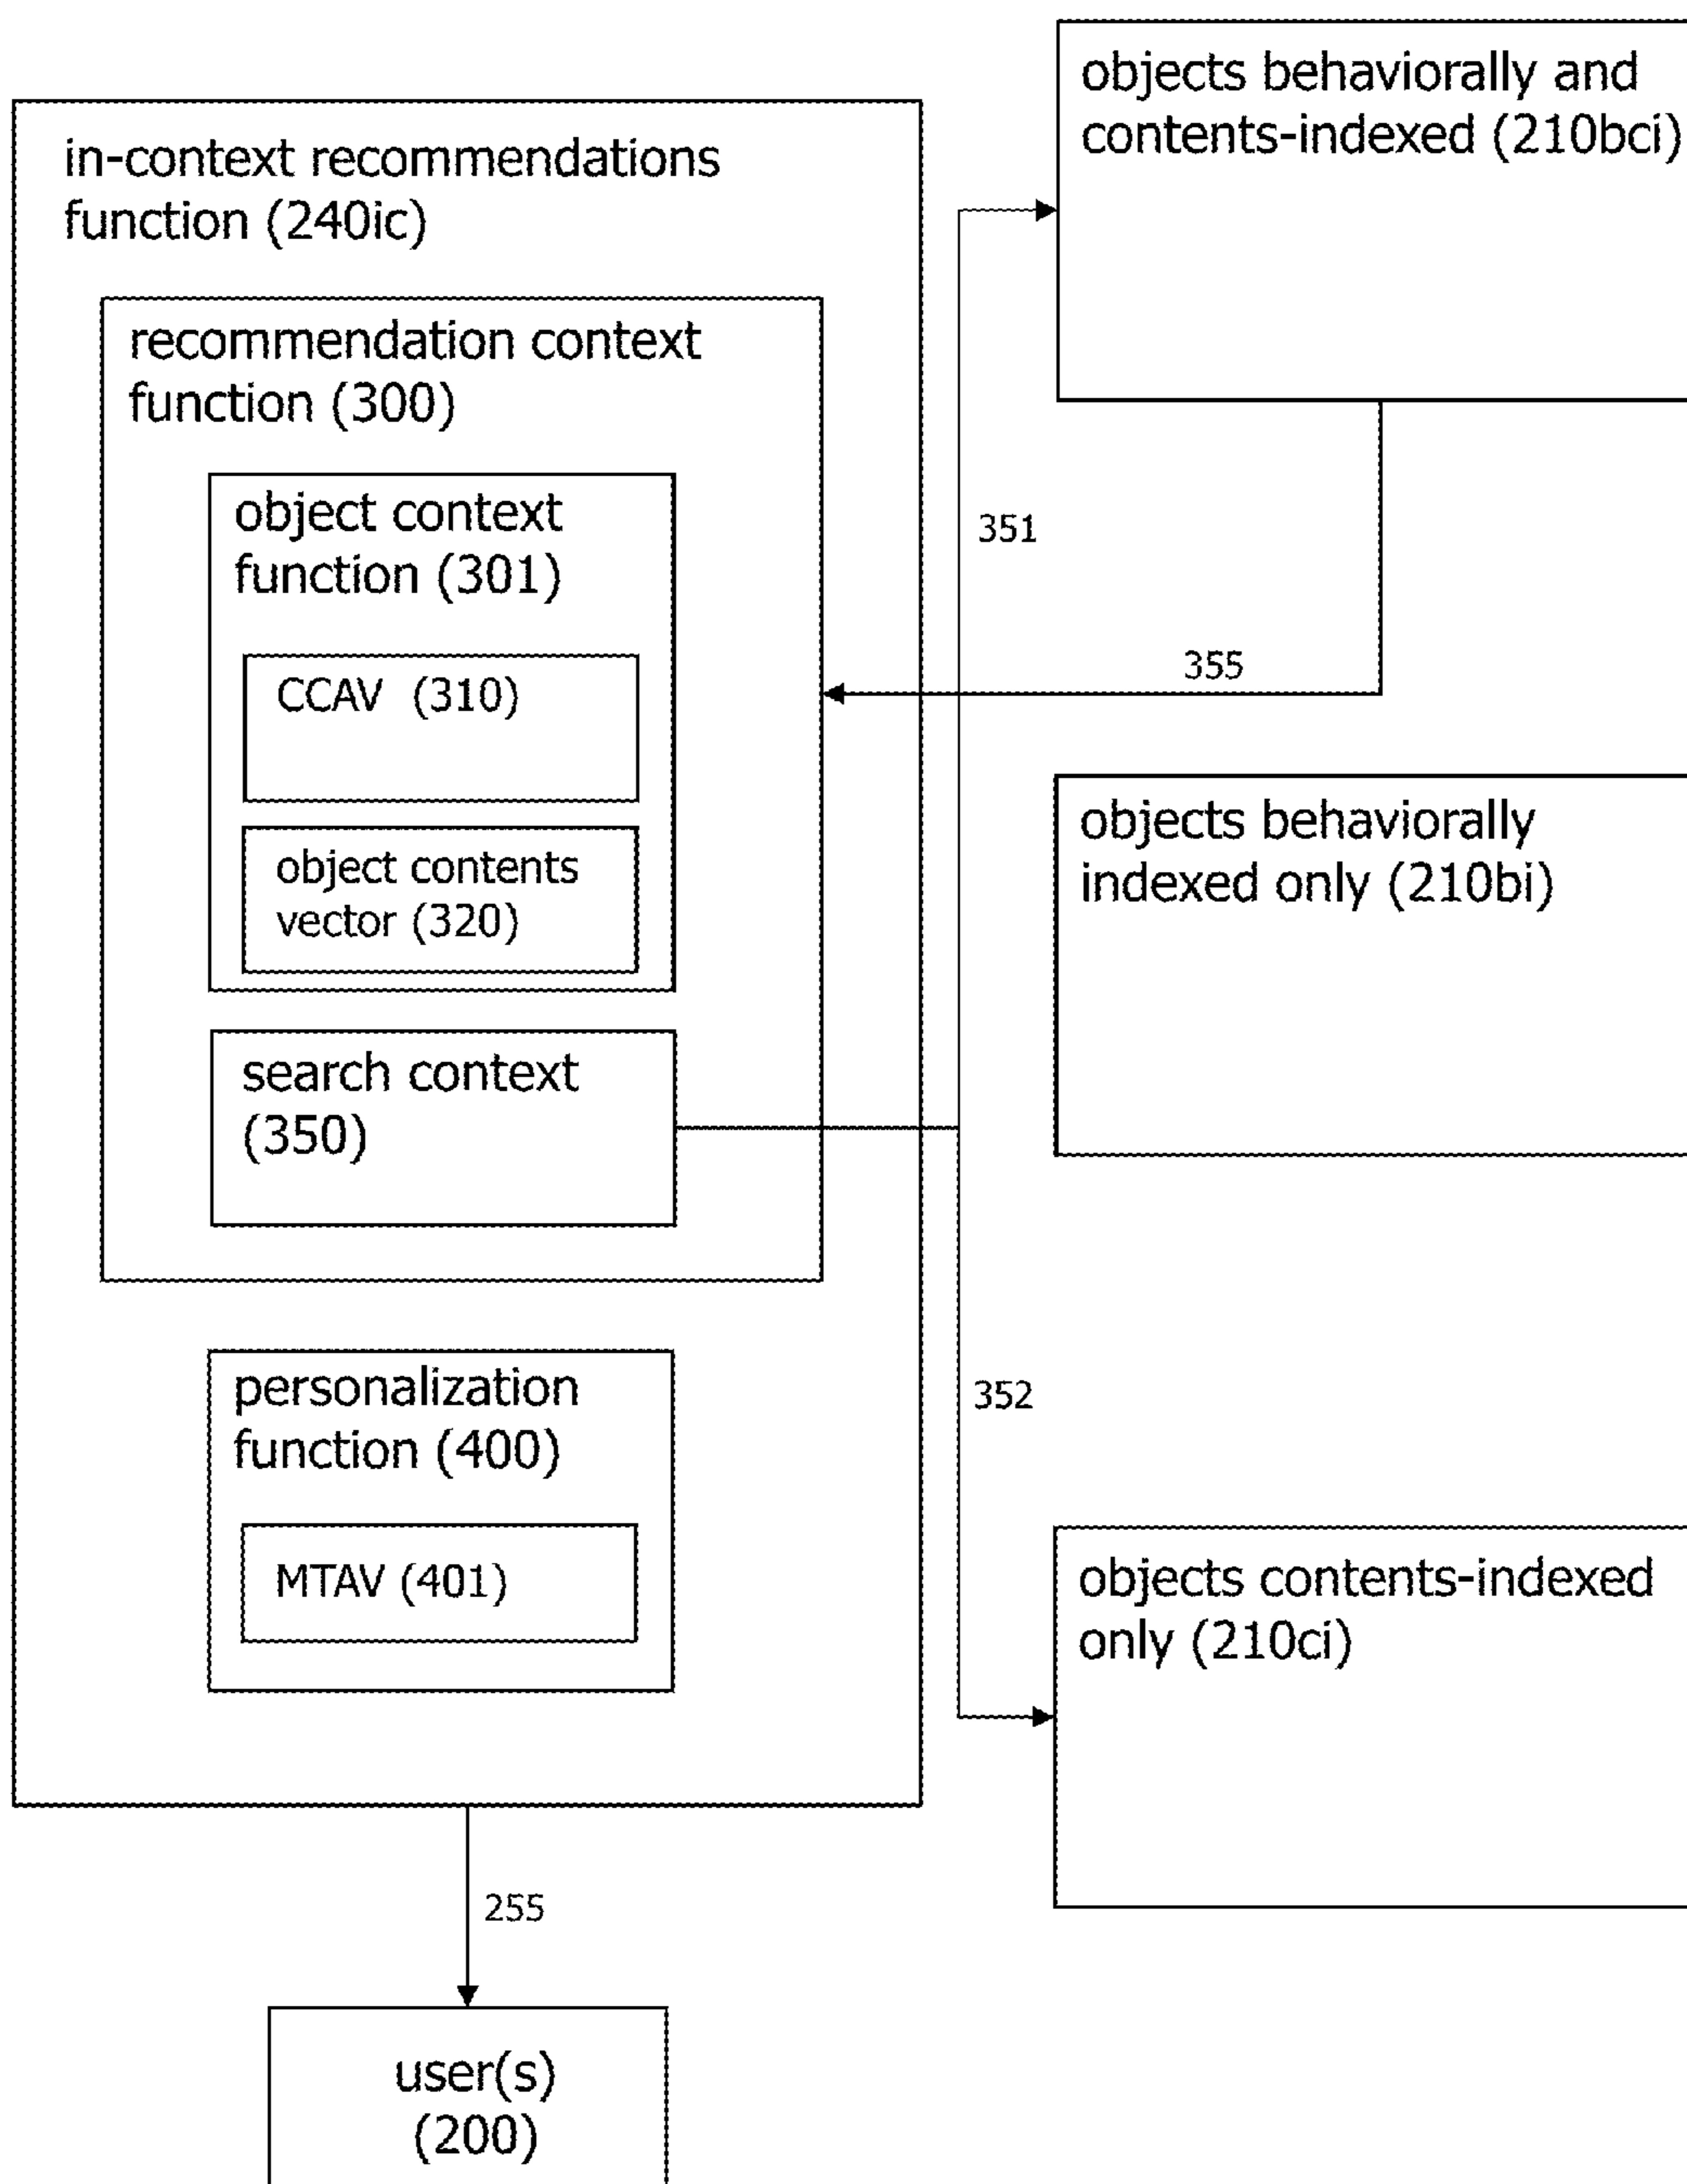 objects behaviorally and
contents-indexed (210bci)
in-context recommendations
function (240ic)
recommendation context
function (300)
object context
function (301)
351
355
CCAV (310)
objects behaviorally
indexed only (210bi)
object contents
vector (320)
search context
(350)
personalization
function (400)
352
MTAV (401)
objects contents-indexed
only (210ci)
255
user(s)
(200)